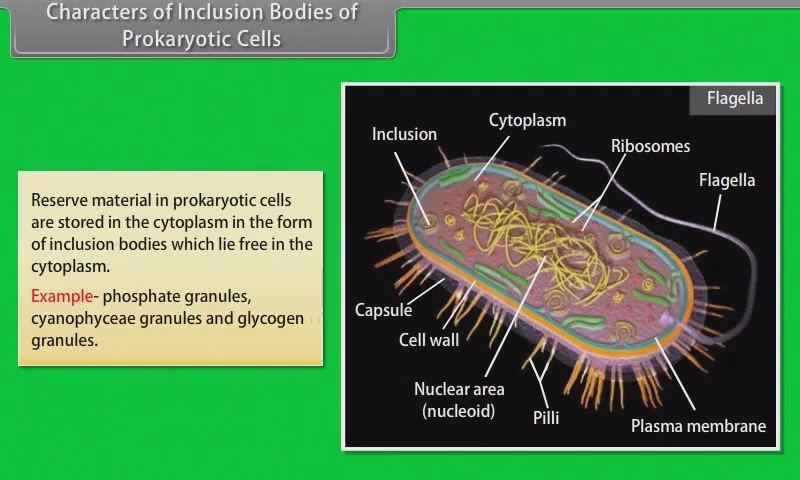 Characters of Inclusion Bodies of
Prokaryotic Cells
Reserve material in prokaryotic cells
are stored in the cytoplasm in the form
of inclusion bodies which lie free in the
cytoplasm.
Example- phosphate granules,
cyanophyceae granules and glycogen
granules.
Flagella
Cytoplasm
Inclusion
Ribosomes
Flagella
Capsule
Cell wall
Nuclear area
(nucleoid)
Pilli
Plasma membrane